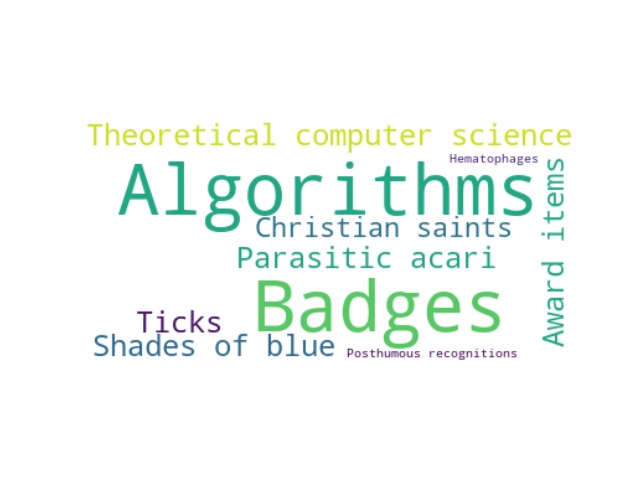 Theoretical computer science
Hematophages
Algorithms
Award items
Christian saints
Parasitic acari
Badges
Ticks
Shades of blue
Posthumous recognitions